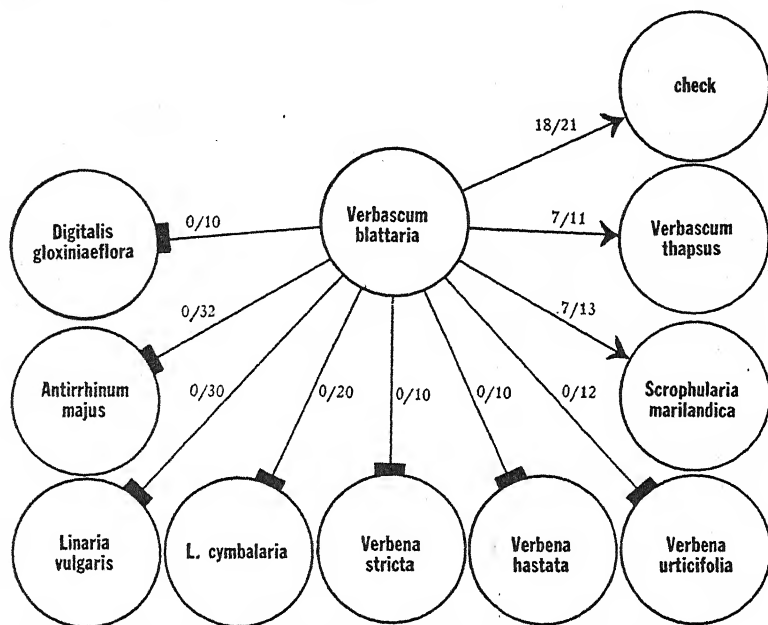 check
18/21
Verbascum
blattaria
Digitalis
gloxiniaeflora
0/10
7/11
Verbascum
thapsus
0/32
.7/13
Antirrhinum
majus
0/30
0/20
0/10
0/10
0/12
Scrophularia
marilandica
Linaria
vulgaris
L. cymbalaria
Verbena
stricta
Verbena
hastata
Verbena
urticifolia